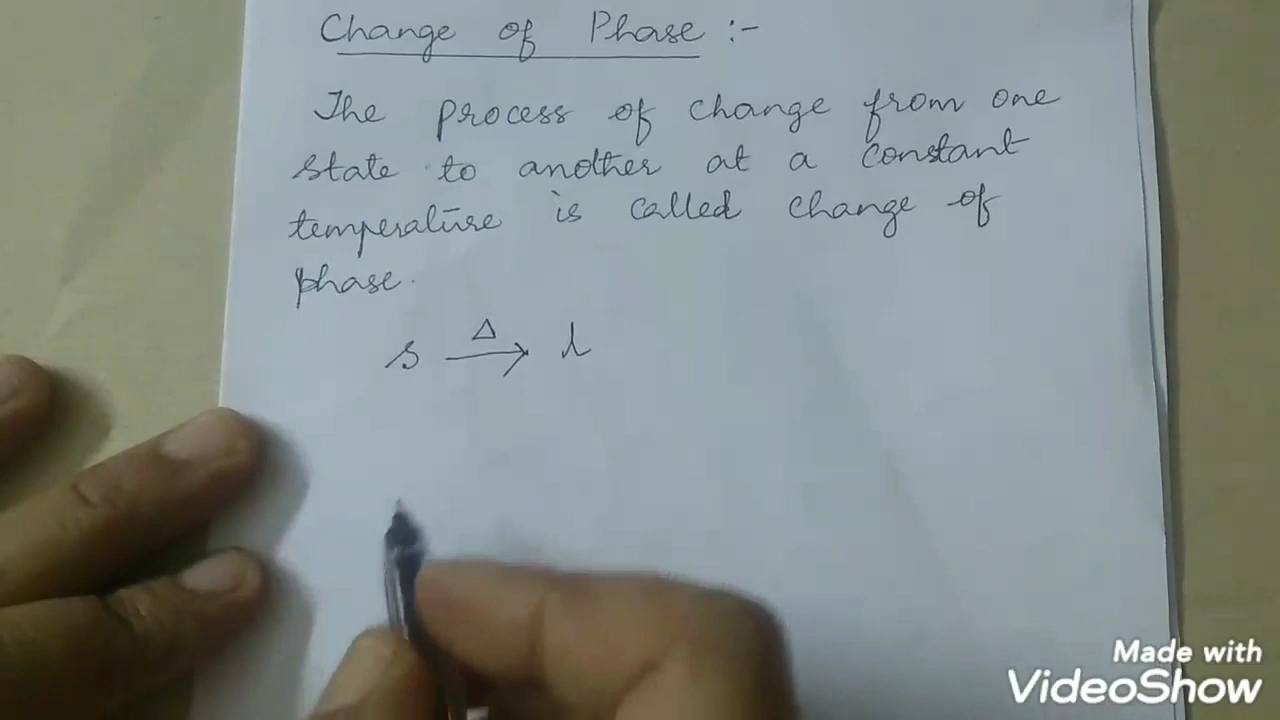 Change of Phase :-
The process of change from one
state to another at a constant
temperature is called change of
phase.
s Δ→ l
Made with
VideoShow